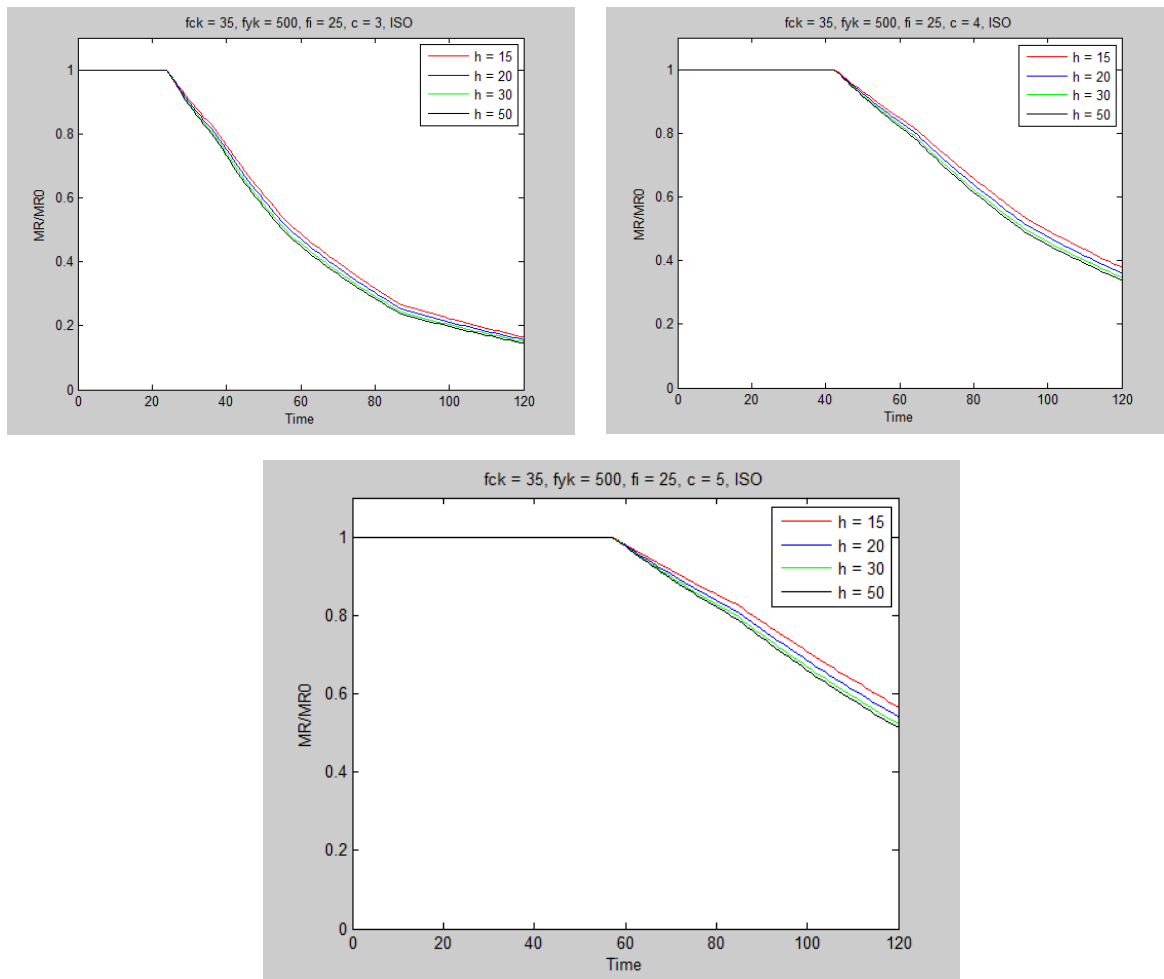 fck = 35, fyk = 500, fi = 25, c = 3, ISO
h = 15
h = 20
h = 30
h = 50
1
0.8
0.6
0.4
0.2
0
MR/MR0
0 20 40 60 80 100 120
Time
fck = 35, fyk = 500, fi = 25, c = 4, ISO
h = 15
h = 20
h = 30
h = 50
1
0.8
0.6
0.4
0.2
0
MR/MR0
0 20 40 60 80 100 120
Time
fck = 35, fyk = 500, fi = 25, c = 5, ISO
h = 15
h = 20
h = 30
h = 50
1
0.8
0.6
0.4
0.2
0
MR/MR0
0 20 40 60 80 100 120
Time